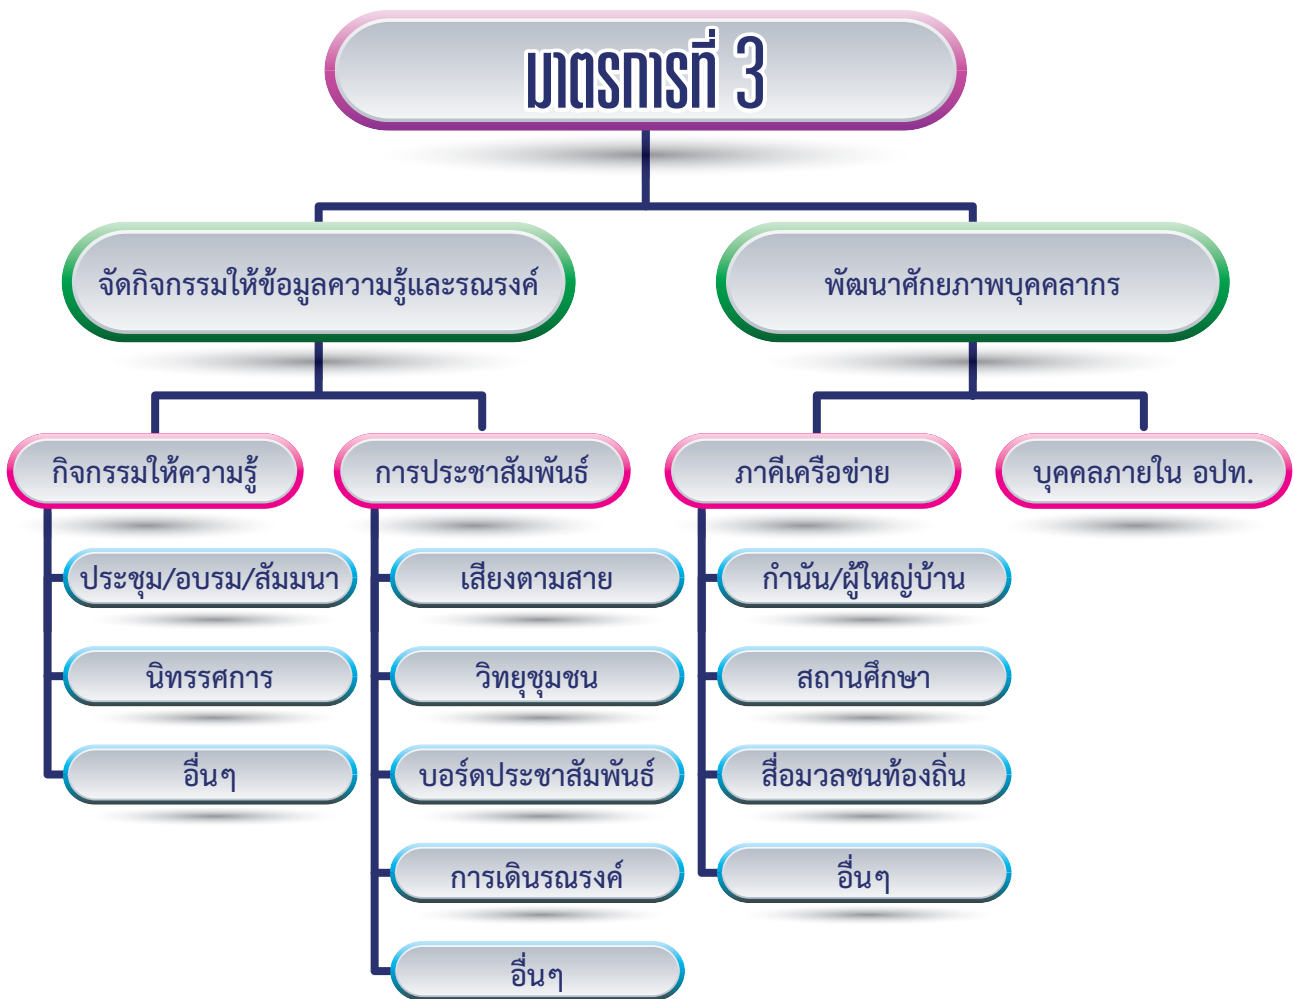 มาตรการที่ 3
จัดกิจกรรมให้ข้อมูลความรู้และรณรงค์
พัฒนาศักยภาพบุคคลากร
กิจกรรมให้ความรู้
การประชาสัมพันธ์
ภาคีเครือข่าย
บุคคลภายใน อปท.
ประชุม/อบรม/สัมมนา
เสียงตามสาย
กำนัน/ผู้ใหญ่บ้าน
นิทรรศการ
วิทยุชุมชน
สถานศึกษา
อื่นๆ
บอร์ดประชาสัมพันธ์
สื่อมวลชนท้องถิ่น
การเดินรณรงค์
อื่นๆ
อื่นๆ